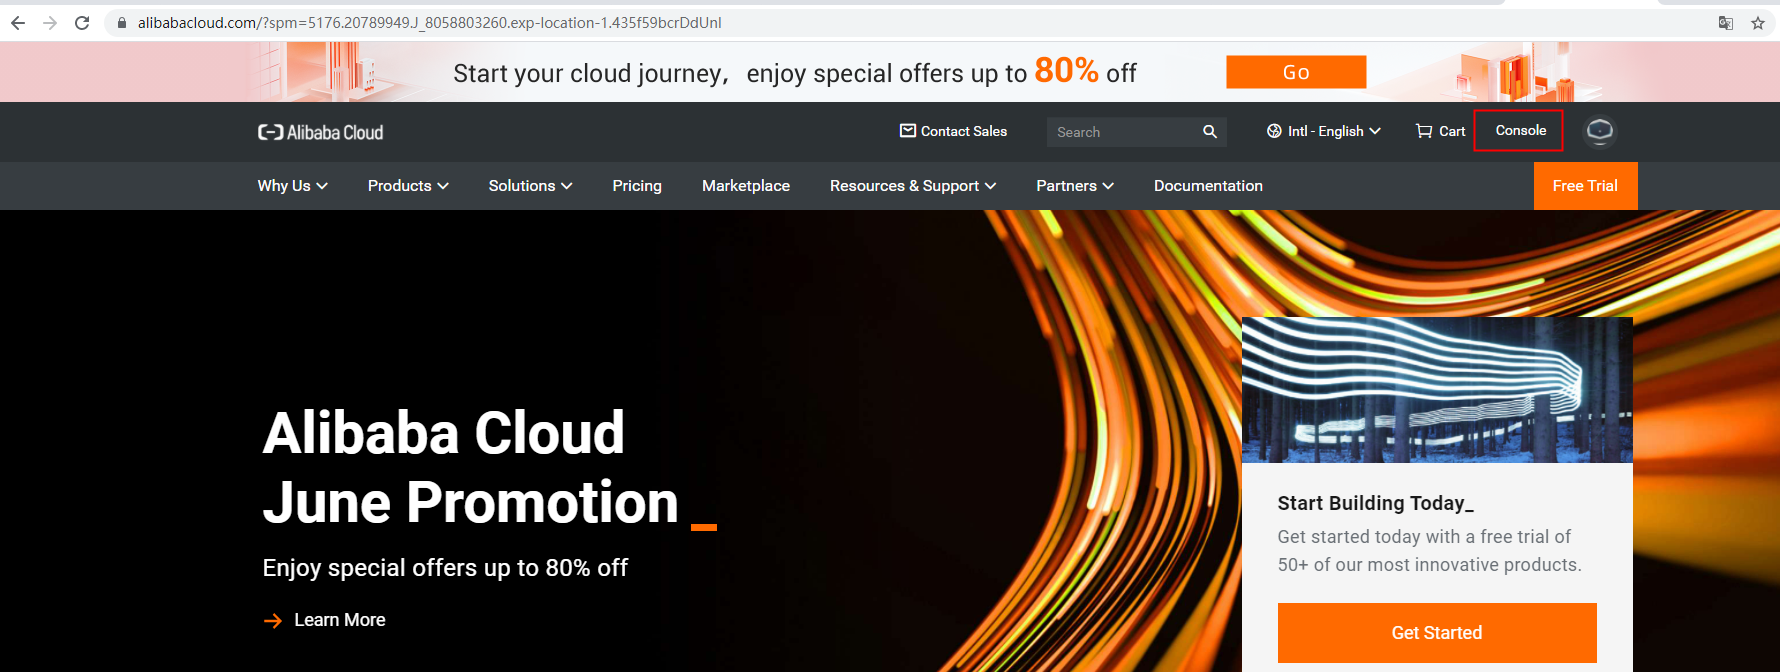 alibabacloud.com/?spm=5176.20789949.J_8058803260.exp-location-1.435f59bcrDdUnI
Start your cloud journey，enjoy special offers up to 80% off
Go
Alibaba Cloud
Contact Sales
Search
Intl - English
Cart
Console
Why Us
Products
Solutions
Pricing
Marketplace
Resources & Support
Partners
Documentation
Free Trial
Alibaba Cloud
June Promotion _
Enjoy special offers up to 80% off
Learn More
Start Building Today_
Get started today with a free trial of
50+ of our most innovative products.
Get Started